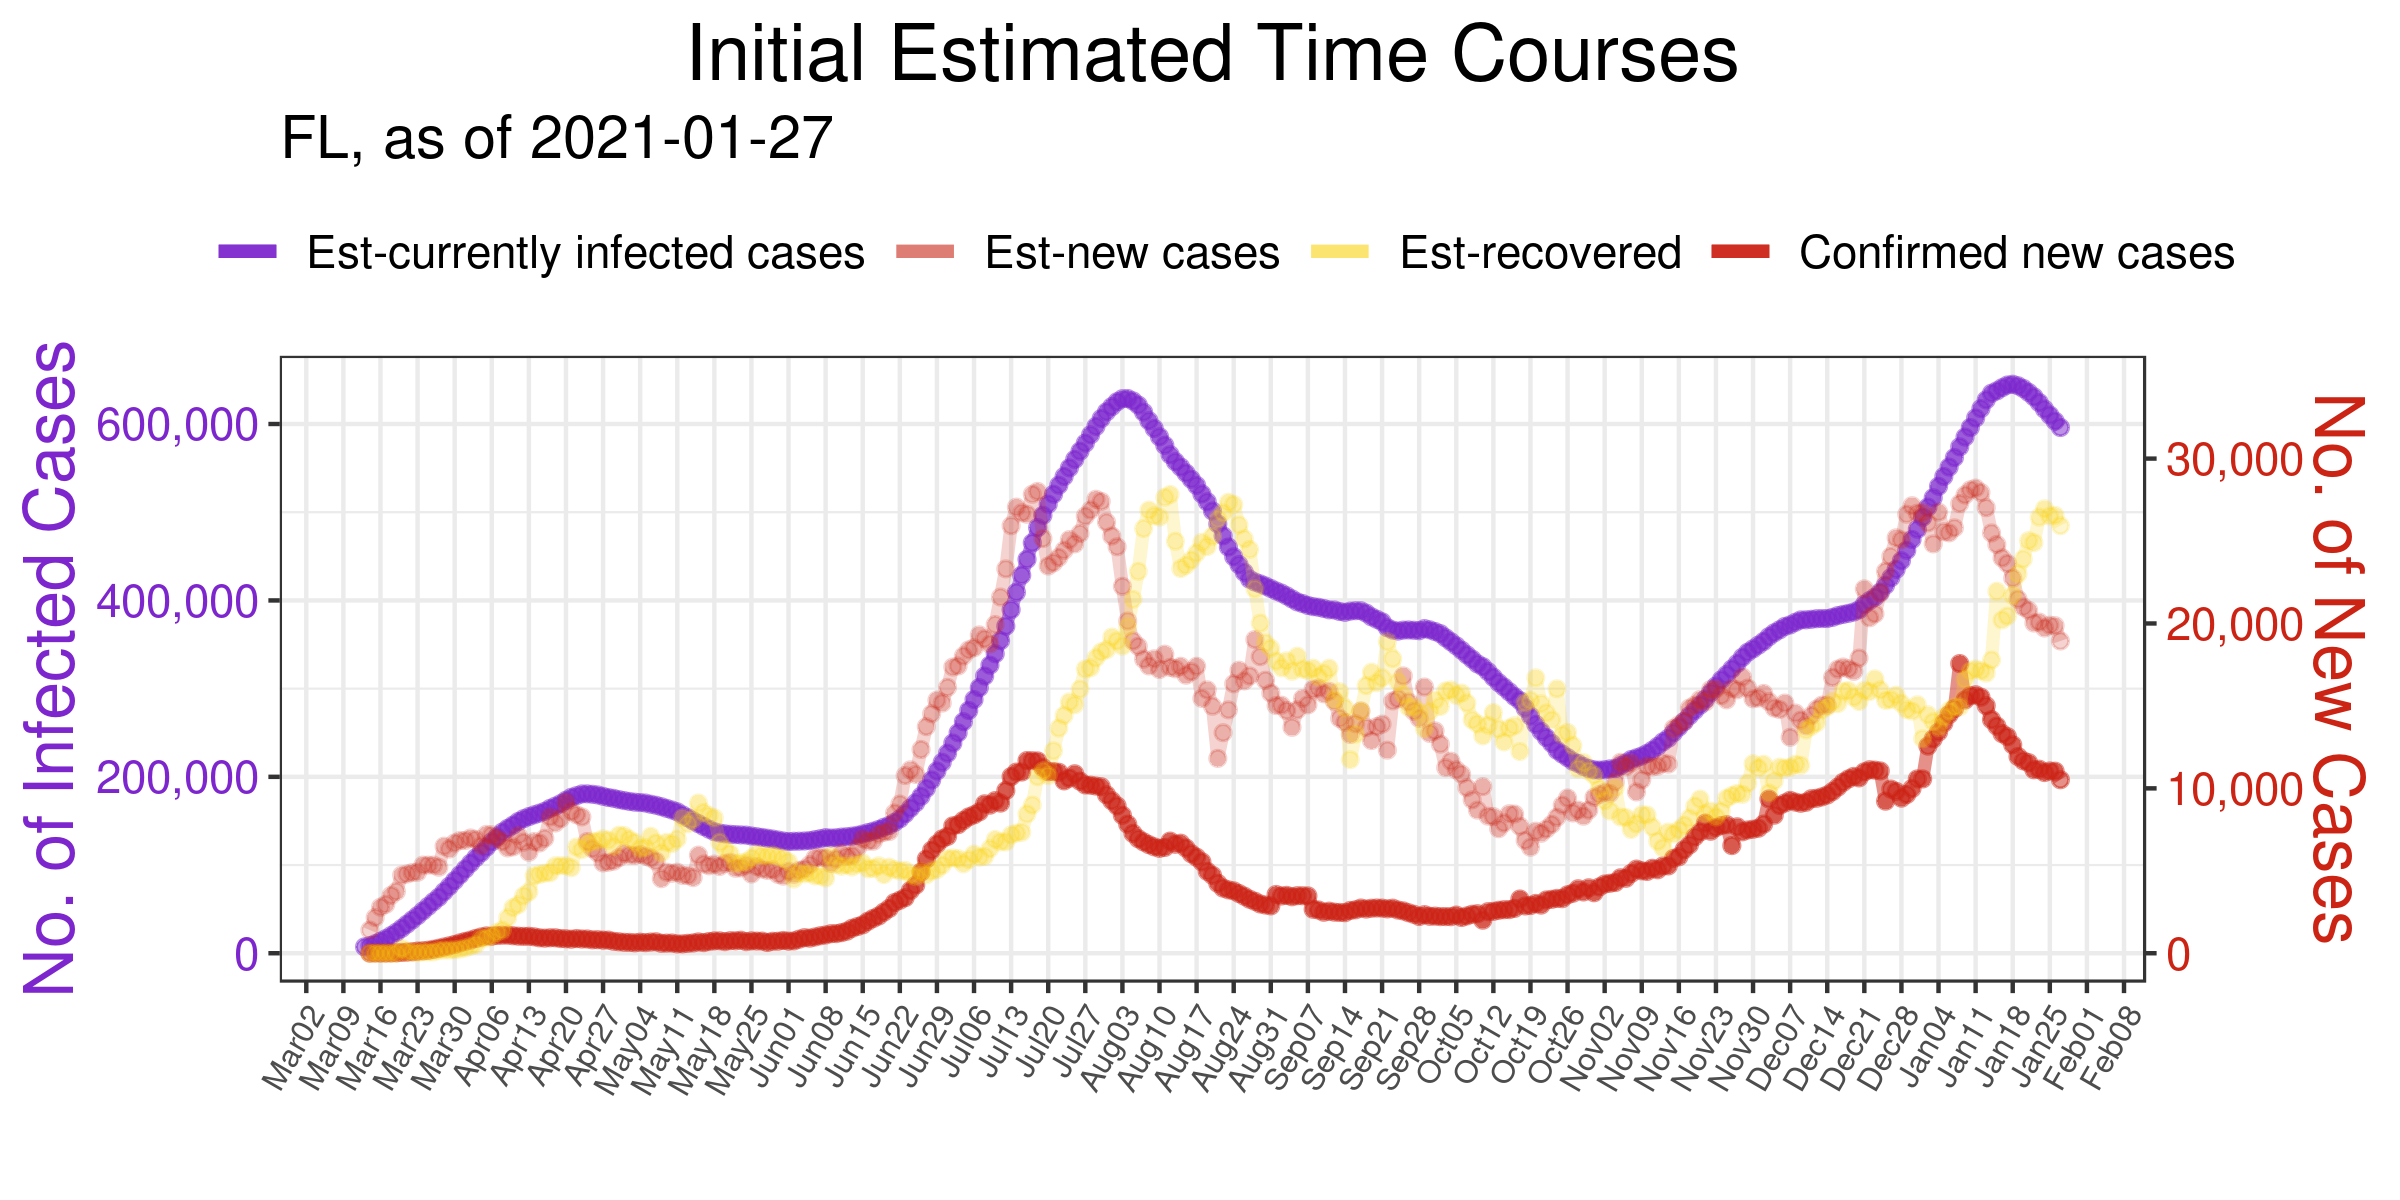 Initial Estimated Time Courses
FL, as of 2021-01-27
Est-currently infected cases Est-new cases Est-recovered Confirmed new cases
No. of Infected Cases
600,000
400,000
200,000
0
30,000
20,000
10,000
0
No. of New Cases
Mar02 Mar09 Mar16 Mar23 Mar30 Apr06 Apr13 Apr20 Apr27 May04 May11 May18 May25 Jun01 Jun08 Jun15 Jun22 Jun29 Jul06 Jul13 Jul20 Jul27 Aug03 Aug10 Aug17 Aug24 Aug31 Sep07 Sep14 Sep21 Sep28 Oct05 Oct12 Oct19 Oct26 Nov02 Nov09 Nov16 Nov23 Nov30 Dec07 Dec14 Dec21 Dec28 Jan04 Jan11 Jan18 Jan25 Feb01 Feb08